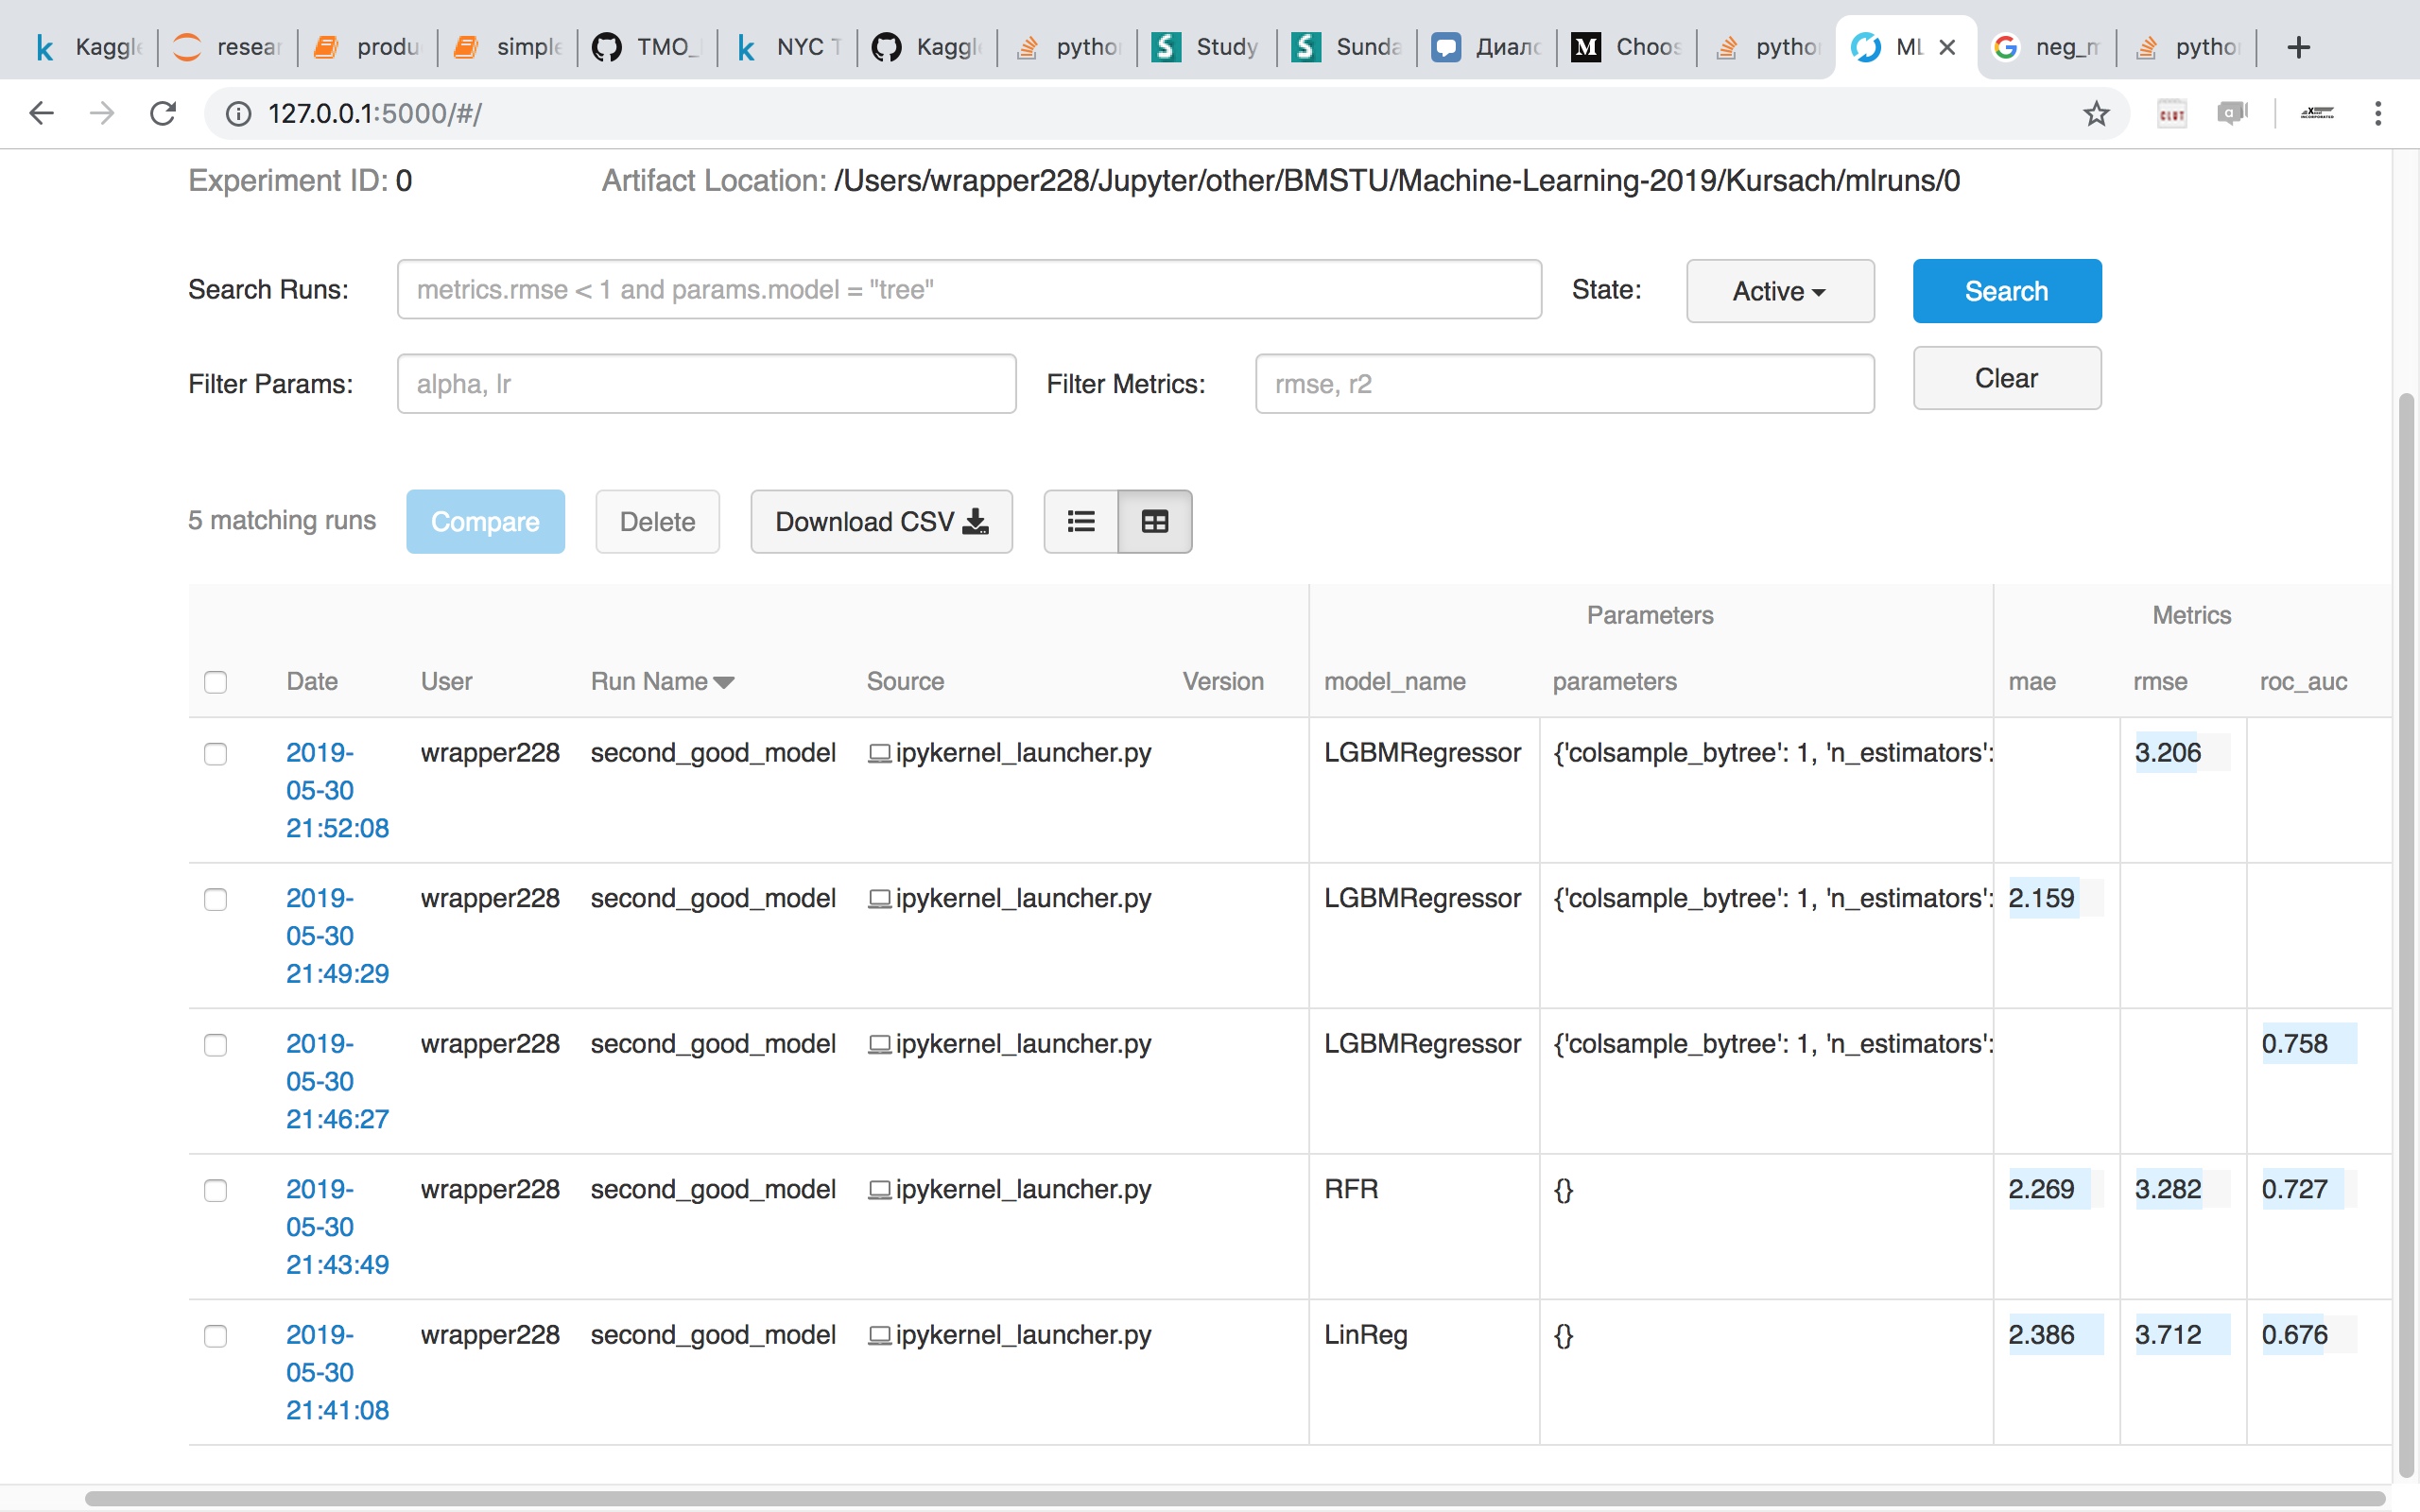 Kaggle resear produ simple TMO_ NYC T Kaggle python Study Sunda Диало Choos python ML neg_m python
127.0.0.1:5000/#/
Experiment ID: 0 Artifact Location: /Users/wrapper228/Jupyter/other/BMSTU/Machine-Learning-2019/Kursach/mlruns/0
Search Runs: metrics.rmse < 1 and params.model = "tree" State: Active Search
Filter Params: alpha, lr Filter Metrics: rmse, r2 Clear
5 matching runs Compare Delete Download CSV
Parameters Metrics
Date User Run Name Source Version model_name parameters mae rmse roc_auc
2019- wrapper228 second_good_model ipykernel_launcher.py LGBMRegressor {'colsample_bytree': 1, 'n_estimators': 3.206
05-30
21:52:08
2019- wrapper228 second_good_model ipykernel_launcher.py LGBMRegressor {'colsample_bytree': 1, 'n_estimators': 2.159
05-30
21:49:29
2019- wrapper228 second_good_model ipykernel_launcher.py LGBMRegressor {'colsample_bytree': 1, 'n_estimators': 0.758
05-30
21:46:27
2019- wrapper228 second_good_model ipykernel_launcher.py RFR {} 2.269 3.282 0.727
05-30
21:43:49
2019- wrapper228 second_good_model ipykernel_launcher.py LinReg {} 2.386 3.712 0.676
05-30
21:41:08